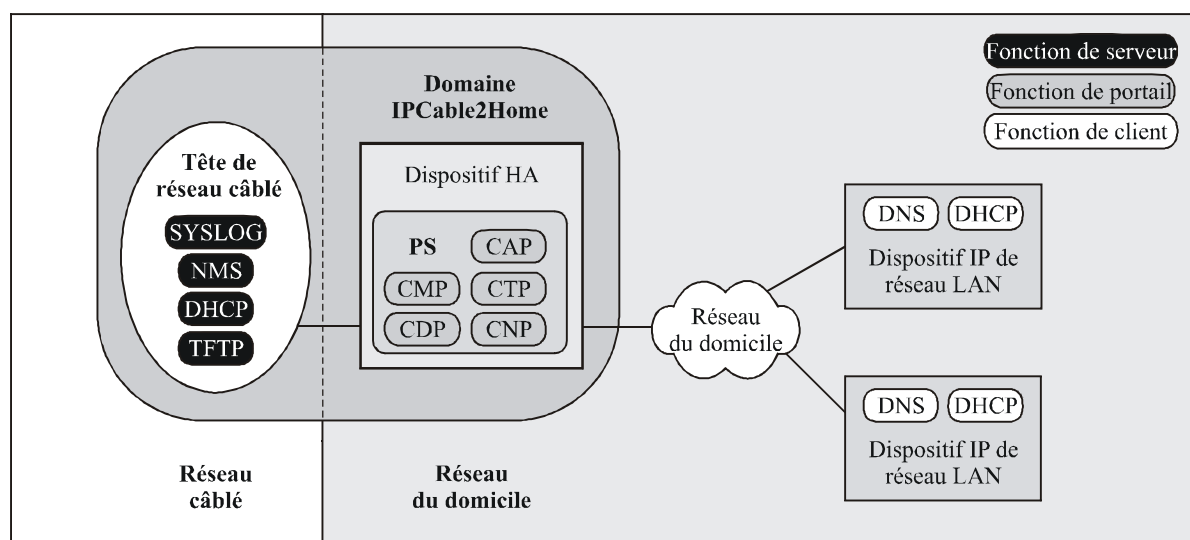 Fonction de serveur
Fonction de portail
Fonction de client
Domaine
IPCable2Home
Tête de
réseau câblé
SYSLOG
NMS
DHCP
TFTP
Dispositif HA
PS
CAP
CMP
CTP
CDP
CNP
Réseau
du domicile
DNS
DHCP
Dispositif IP de
réseau LAN
DNS
DHCP
Dispositif IP de
réseau LAN
Réseau
câblé
Réseau
du domicile